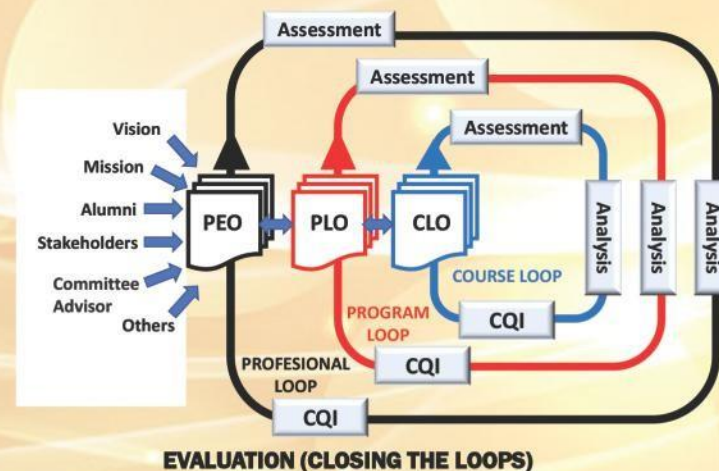 Assessment
Assessment
Assessment
Vision
Mission
Alumni
Stakeholders
Committee
Advisor
Others
PEO
PLO
CLO
Analysis
Analysis
Analysis
COURSE LOOP
CQI
PROGRAM
LOOP
CQI
PROFESIONAL
LOOP
CQI
EVALUATION (CLOSING THE LOOPS)